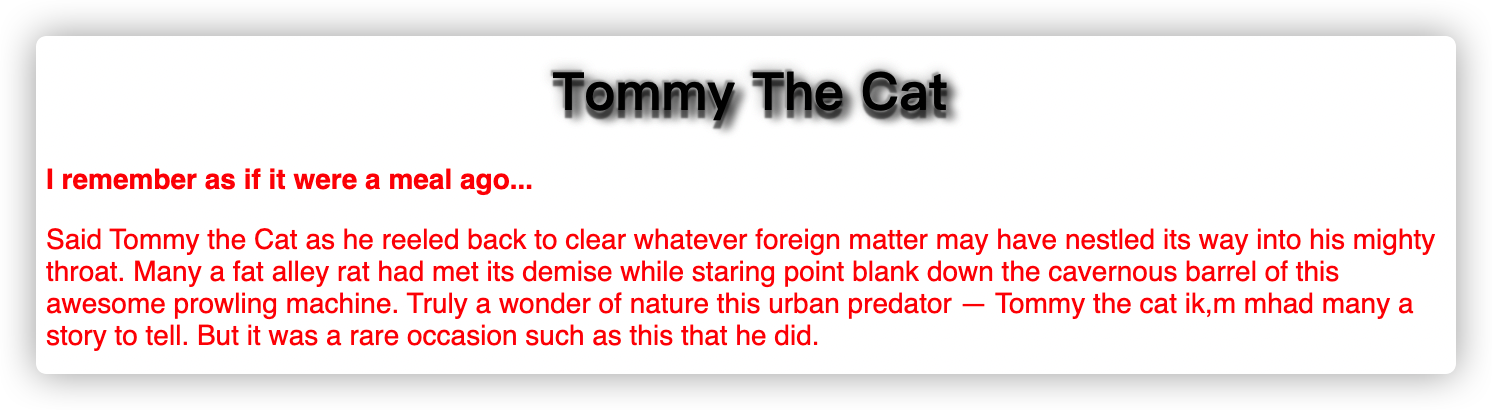 Tommy The Cat
I remember as if it were a meal ago...
Said Tommy the Cat as he reeled back to clear whatever foreign matter may have nestled its way into his mighty
throat. Many a fat alley rat had met its demise while staring point blank down the cavernous barrel of this
awesome prowling machine. Truly a wonder of nature this urban predator — Tommy the cat ik,m mhad many a
story to tell. But it was a rare occasion such as this that he did.